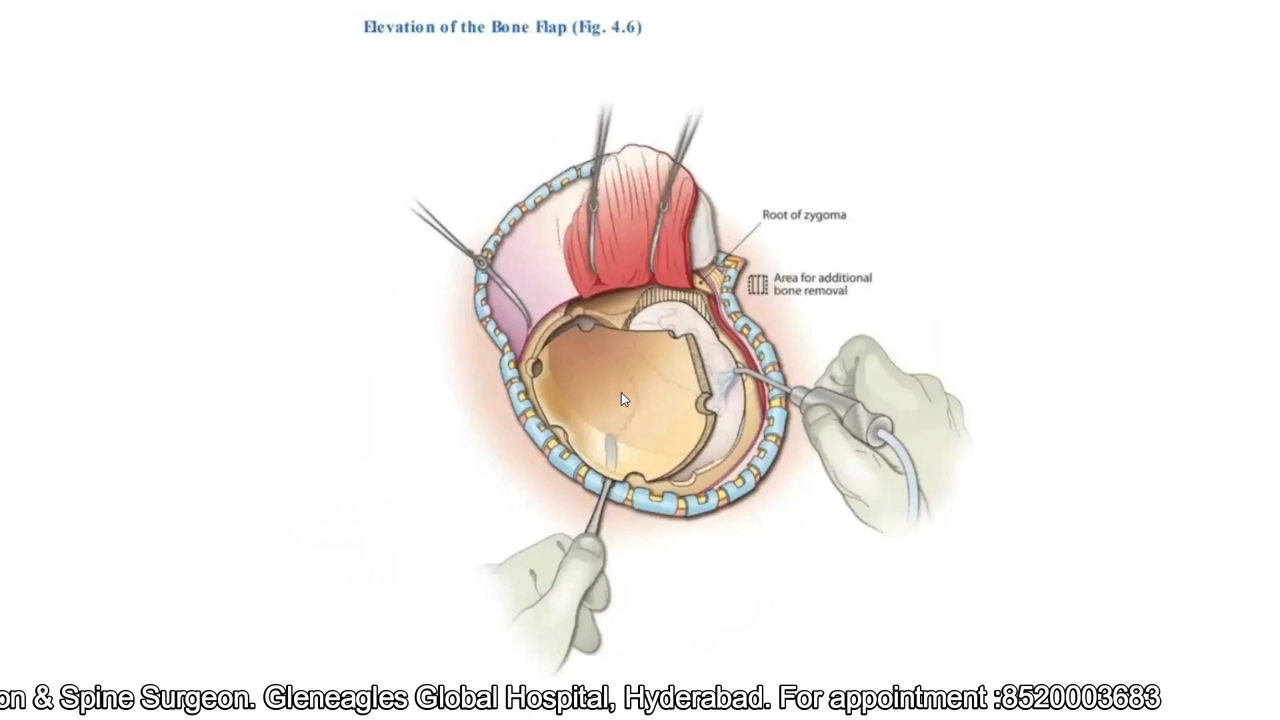 Elevation of the Bone Flap (Fig. 4.6)
Root of zygoma
Area for additional
bone removal
on & Spine Surgeon. Gleneagles Global Hospital, Hyderabad. For appointment :8520003683